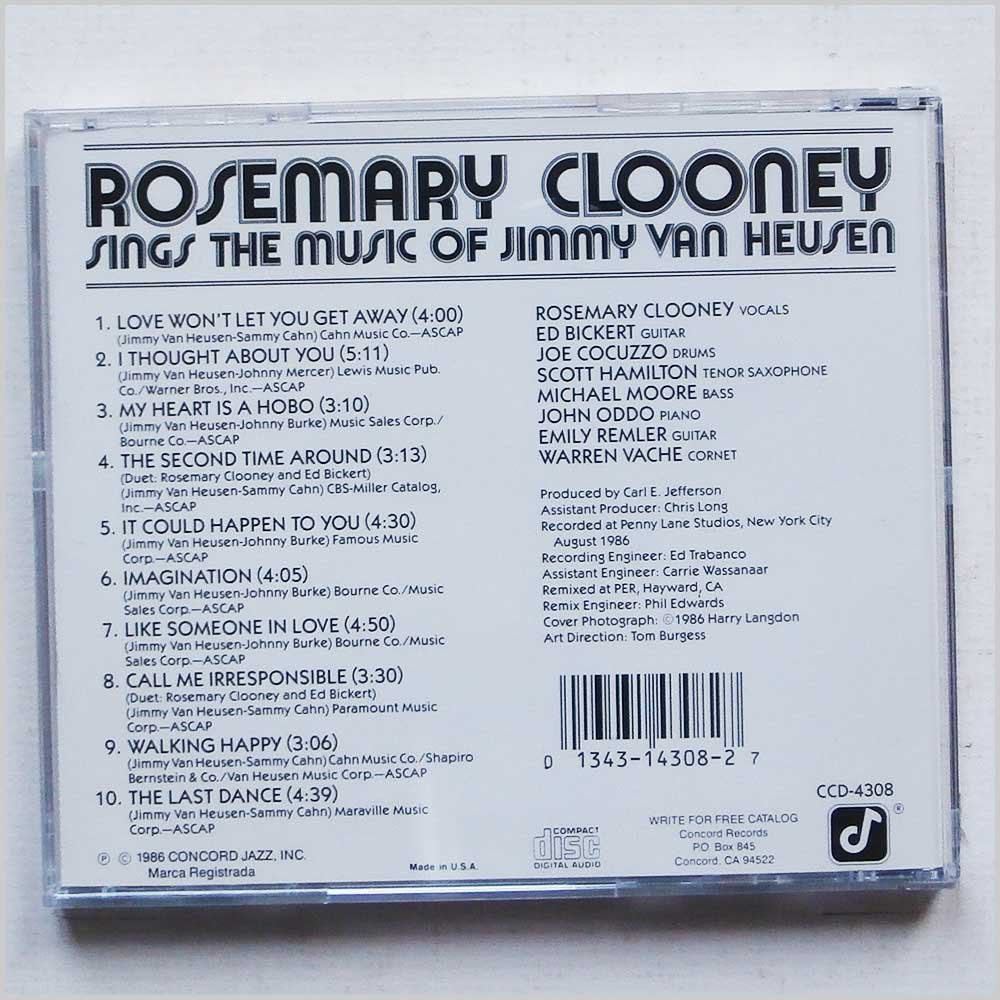 ROSEMARY CLOONEY
SINGS THE MUSIC OF JIMMY VAN HEUSEN
1. LOVE WON'T LET YOU GET AWAY (4:00)
(Jimmy Van Heusen-Sammy Cahn) Cahn Music Co.—ASCAP
2. I THOUGHT ABOUT YOU (5:11)
(Jimmy Van Heusen-Johnny Mercer) Lewis Music Pub.
Co./Warner Bros., Inc.—ASCAP
3. MY HEART IS A HOBO (3:10)
(Jimmy Van Heusen-Johnny Burke) Music Sales Corp./
Bourne Co.—ASCAP
4. THE SECOND TIME AROUND (3:13)
(Duet: Rosemary Clooney and Ed Bickert)
(Jimmy Van Heusen-Sammy Cahn) CBS-Miller Catalog,
Inc.—ASCAP
5. IT COULD HAPPEN TO YOU (4:30)
(Jimmy Van Heusen-Johnny Burke) Famous Music
Corp.—ASCAP
6. IMAGINATION (4:05)
(Jimmy Van Heusen-Johnny Burke) Bourne Co./Music
Sales Corp.—ASCAP
7. LIKE SOMEONE IN LOVE (4:50)
(Jimmy Van Heusen-Johnny Burke) Bourne Co./Music
Sales Corp.—ASCAP
8. CALL ME IRRESPONSIBLE (3:30)
(Duet: Rosemary Clooney and Ed Bickert)
(Jimmy Van Heusen-Sammy Cahn) Paramount Music
Corp.—ASCAP
9. WALKING HAPPY (3:06)
(Jimmy Van Heusen-Sammy Cahn) Cahn Music Co./Shapiro
Bernstein & Co./Van Heusen Music Corp.—ASCAP
10. THE LAST DANCE (4:39)
(Jimmy Van Heusen-Sammy Cahn) Maraville Music
Corp.—ASCAP
℗ © 1986 CONCORD JAZZ, INC.
Marca Registrada
Made in U.S.A.
ROSEMARY CLOONEY VOCALS
ED BICKERT GUITAR
JOE COCUZZO DRUMS
SCOTT HAMILTON TENOR SAXOPHONE
MICHAEL MOORE BASS
JOHN ODDO PIANO
EMILY REMLER GUITAR
WARREN VACHE CORNET
Produced by Carl E. Jefferson
Assistant Producer: Chris Long
Recorded at Penny Lane Studios, New York City
August 1986
Recording Engineer: Ed Trabanco
Assistant Engineer: Carrie Wassanaar
Remixed at PER, Hayward, CA
Remix Engineer: Phil Edwards
Cover Photograph: ©1986 Harry Langdon
Art Direction: Tom Burgess
0 1343-14308-2 7
CCD-4308
COMPACT
disc
DIGITAL AUDIO
WRITE FOR FREE CATALOG
Concord Records
PO Box 845
Concord, CA 94522
®